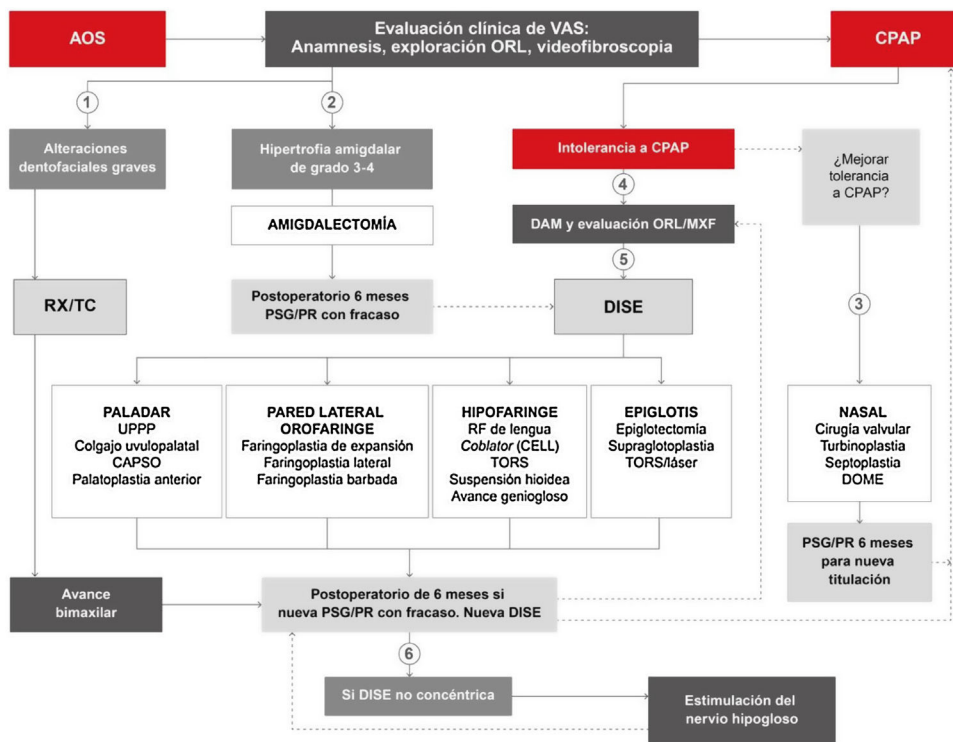 AOS
Evaluación clínica de VAS:
Anamnesis, exploración ORL, videofibroscopia
CPAP
1
2
Alteraciones
dentofaciales graves
Hipertrofia amigdalar
de grado 3-4
Intolerancia a CPAP
¿Mejorar
tolerancia
a CPAP?
4
AMIGDALECTOMÍA
DAM y evaluación ORL/MXF
5
3
RX/TC
Postoperatorio 6 meses
PSG/PR con fracaso
DISE
PALADAR
UPPP
Colgajo uvulopalatal
CAPSO
Palatoplastia anterior
PARED LATERAL
OROFARINGE
Faringoplastia de expansión
Faringoplastia lateral
Faringoplastia barbada
HIPOFARINGE
RF de lengua
Coblator (CELL)
TORS
Suspensión hioidea
Avance geniogloso
EPIGLOTIS
Epiglotectomía
Supraglotoplastia
TORS/láser
NASAL
Cirugía valvular
Turbinoplastia
Septoplastia
DOME
PSG/PR 6 meses
para nueva
titulación
Avance
bimaxilar
Postoperatorio de 6 meses si
nueva PSG/PR con fracaso. Nueva DISE
6
Si DISE no concéntrica
Estimulación del
nervio hipogloso